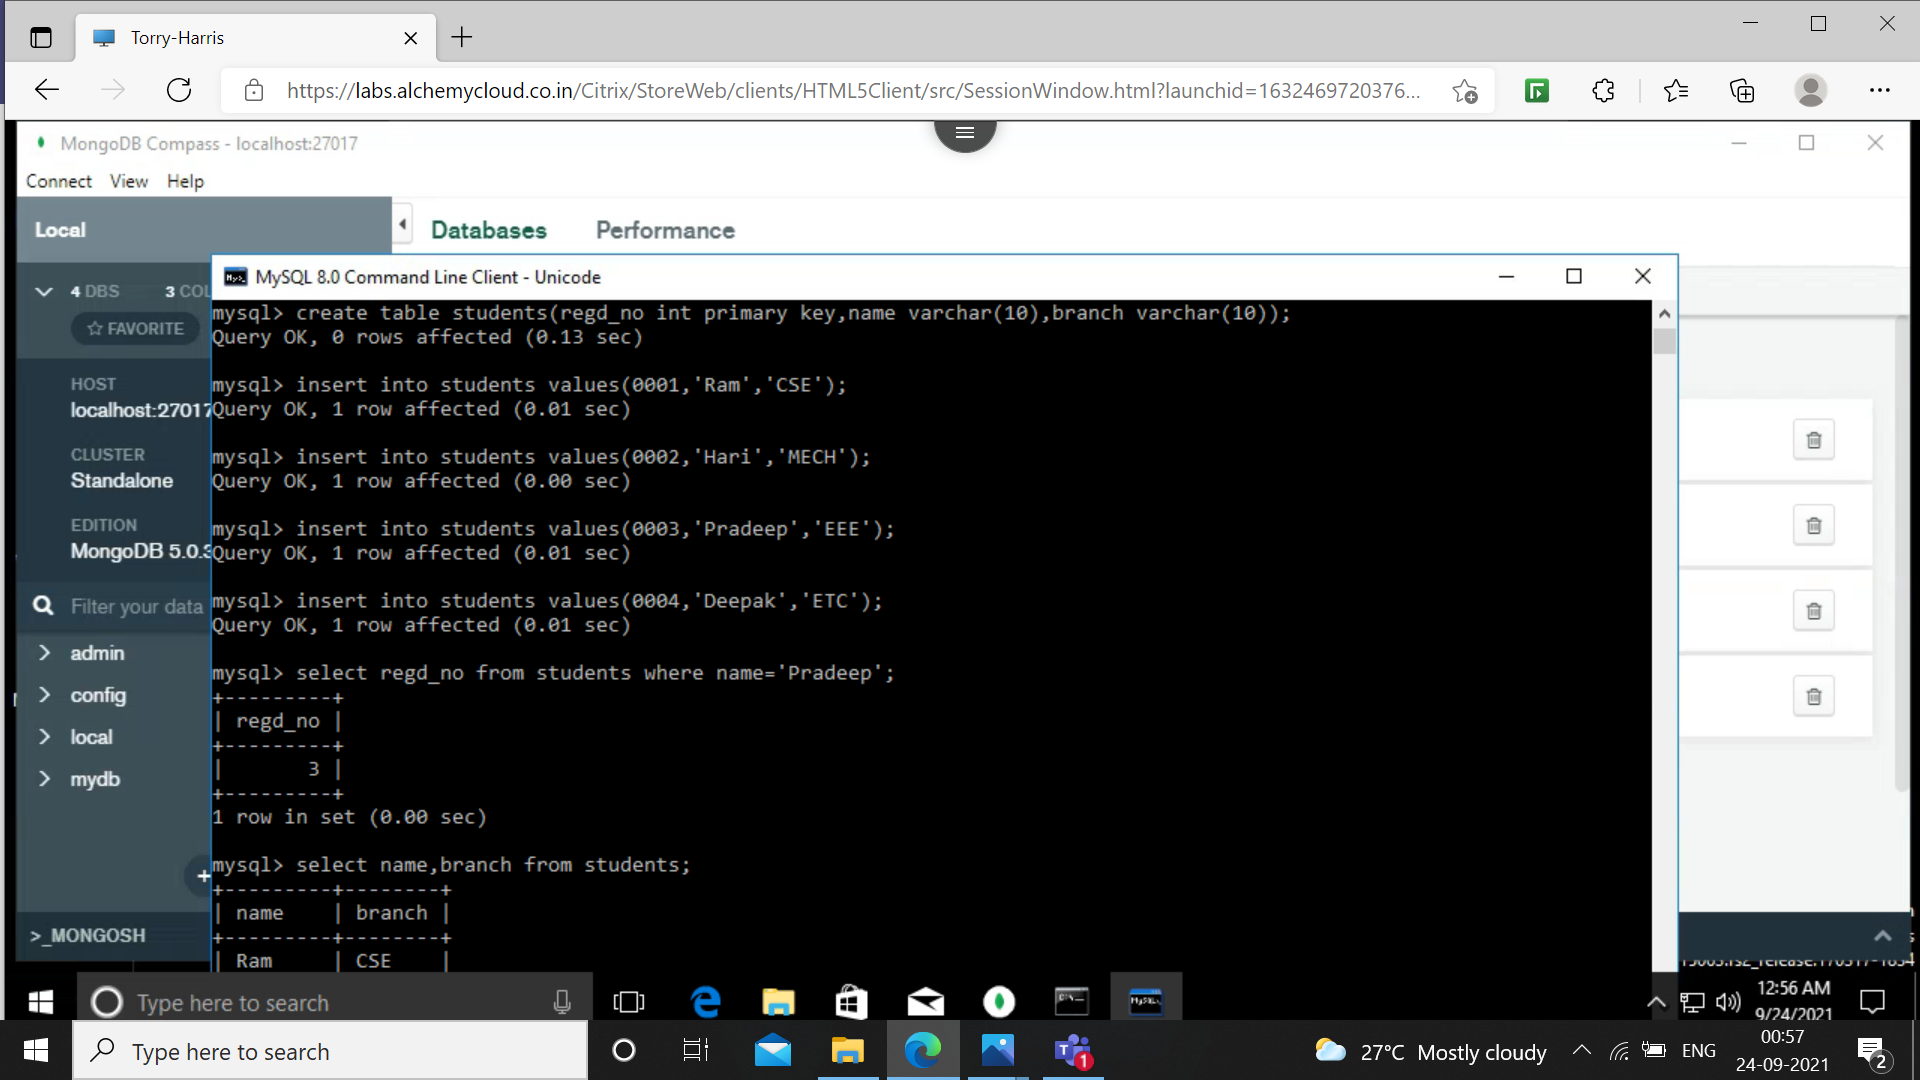 Torry-Harris
https://labs.alchemycloud.co.in/Citrix/StoreWeb/clients/HTML5Client/src/SessionWindow.html?launchid=1632469720376...
MongoDB Compass - localhost:27017
Connect View Help
Local
Databases Performance
4 DBS 3 COL
FAVORITE
HOST
localhost:27017
CLUSTER
Standalone
EDITION
MongoDB 5.0.3
Filter your data
admin
config
local
mydb
>_MONGOSH
MySQL 8.0 Command Line Client - Unicode
mysql> create table students(regd_no int primary key,name varchar(10),branch varchar(10));
Query OK, 0 rows affected (0.13 sec)
mysql> insert into students values(0001,'Ram','CSE');
Query OK, 1 row affected (0.01 sec)
mysql> insert into students values(0002,'Hari','MECH');
Query OK, 1 row affected (0.00 sec)
mysql> insert into students values(0003,'Pradeep','EEE');
Query OK, 1 row affected (0.01 sec)
mysql> insert into students values(0004,'Deepak','ETC');
Query OK, 1 row affected (0.01 sec)
mysql> select regd_no from students where name='Pradeep';
+---------+
| regd_no |
+---------+
|       3 |
+---------+
1 row in set (0.00 sec)
mysql> select name,branch from students;
+---------+--------+
| name    | branch |
+---------+--------+
| Ram     | CSE    |
Type here to search
12:56 AM
9/24/2021
Type here to search
27°C Mostly cloudy
ENG
00:57
24-09-2021
2
1